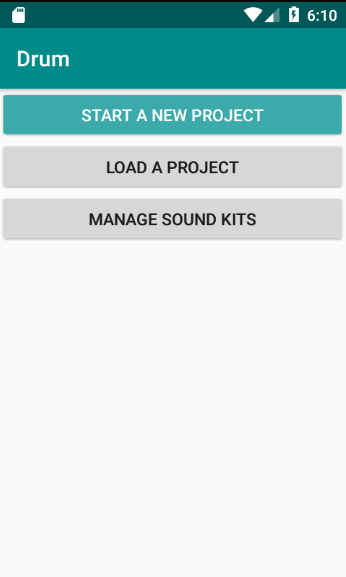 6:10
Drum
START A NEW PROJECT
LOAD A PROJECT
MANAGE SOUND KITS